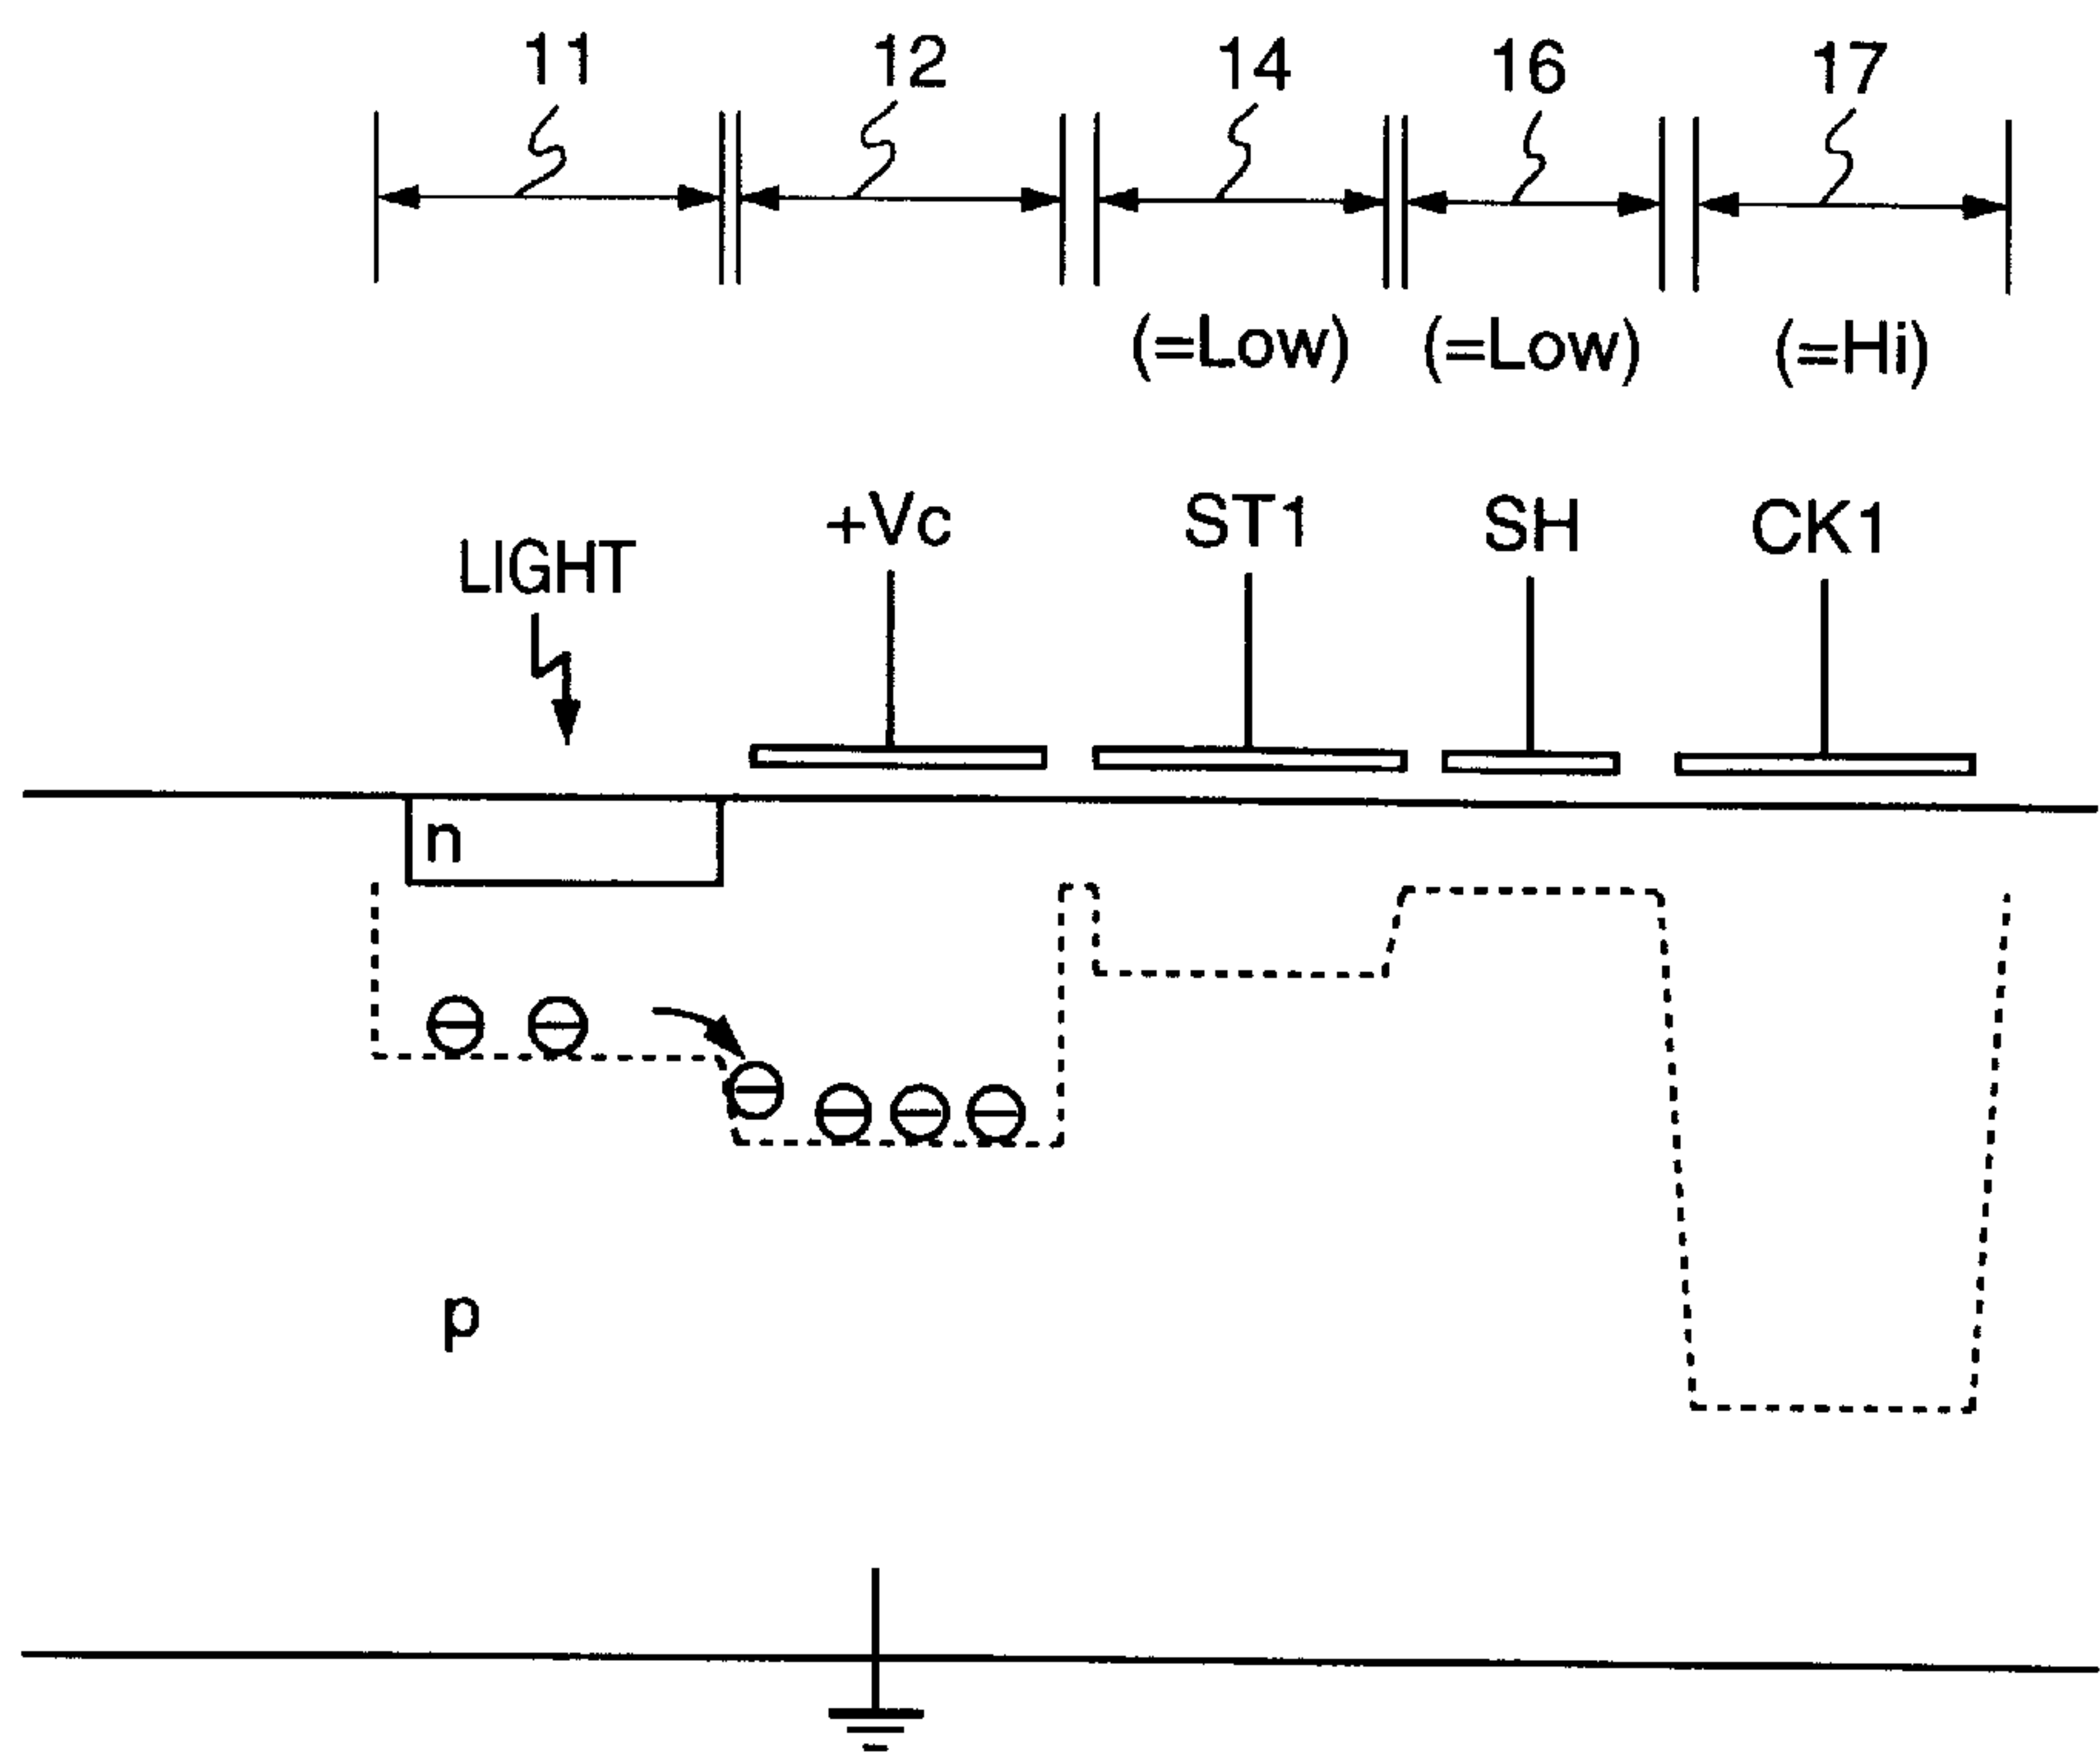 11 12 14 16 17
(=Low) (=Low) (=Hi)
+Vc ST1 SH CK1
LIGHT
n
p